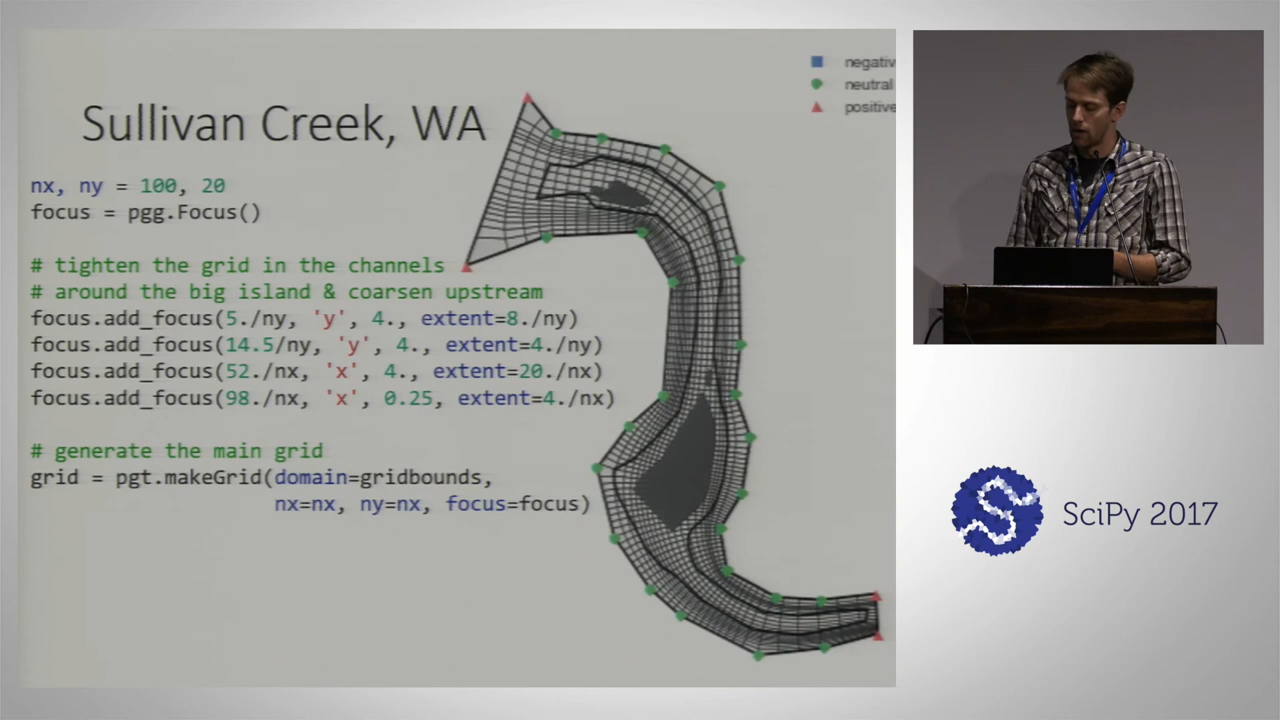 Sullivan Creek, WA
nx, ny = 100, 20
focus = pgg.Focus()
# tighten the grid in the channels
# around the big island & coarsen upstream
focus.add_focus(5./ny, 'y', 4., extent=8./ny)
focus.add_focus(14.5/ny, 'y', 4., extent=4./ny)
focus.add_focus(52./nx, 'x', 4., extent=20./nx)
focus.add_focus(98./nx, 'x', 0.25, extent=4./nx)
# generate the main grid
grid = pgt.makeGrid(domain=gridbounds,
nx=nx, ny=nx, focus=focus)
negativ
neutral
positive
SciPy 2017